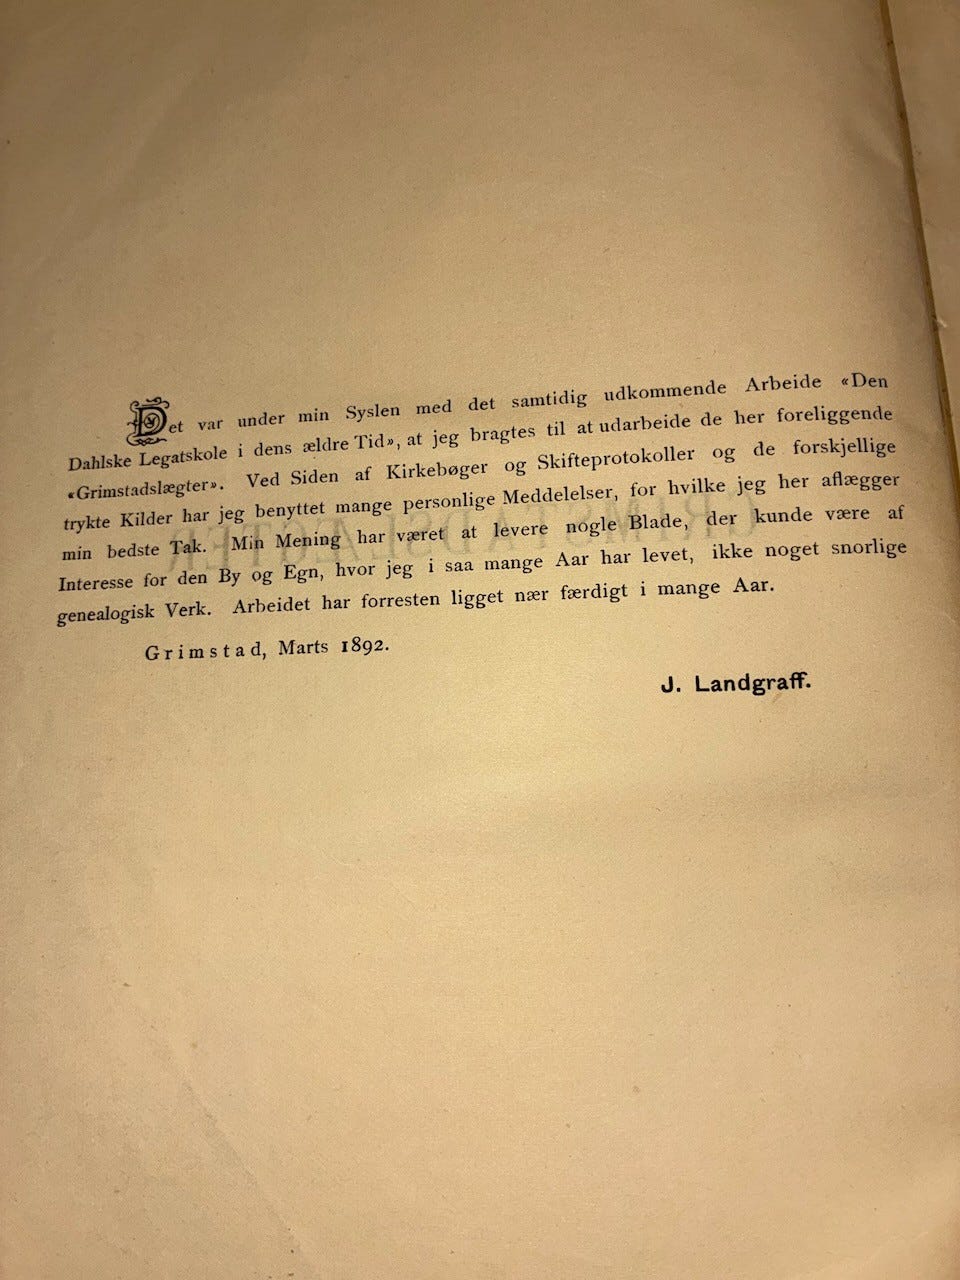 Det var under min Syslen med det samtidig udkommende Arbeide «Den
Dahlske Legatskole i dens ældre Tid», at jeg bragtes til at udarbeide de her foreliggende
«Grimstadslægter». Ved Siden af Kirkebøger og Skifteprotokoller og de forskjellige
trykte Kilder har jeg benyttet mange personlige Meddelelser, for hvilke jeg her aflægger
min bedste Tak. Min Mening har været at levere nogle Blade, der kunde være af
Interesse for den By og Egn, hvor jeg i saa mange Aar har levet, ikke noget snorlige
genealogisk Verk. Arbeidet har forresten ligget nær færdigt i mange Aar.
Grimstad, Marts 1892.
J. Landgraff.
GRIMSTADSLÆGTER